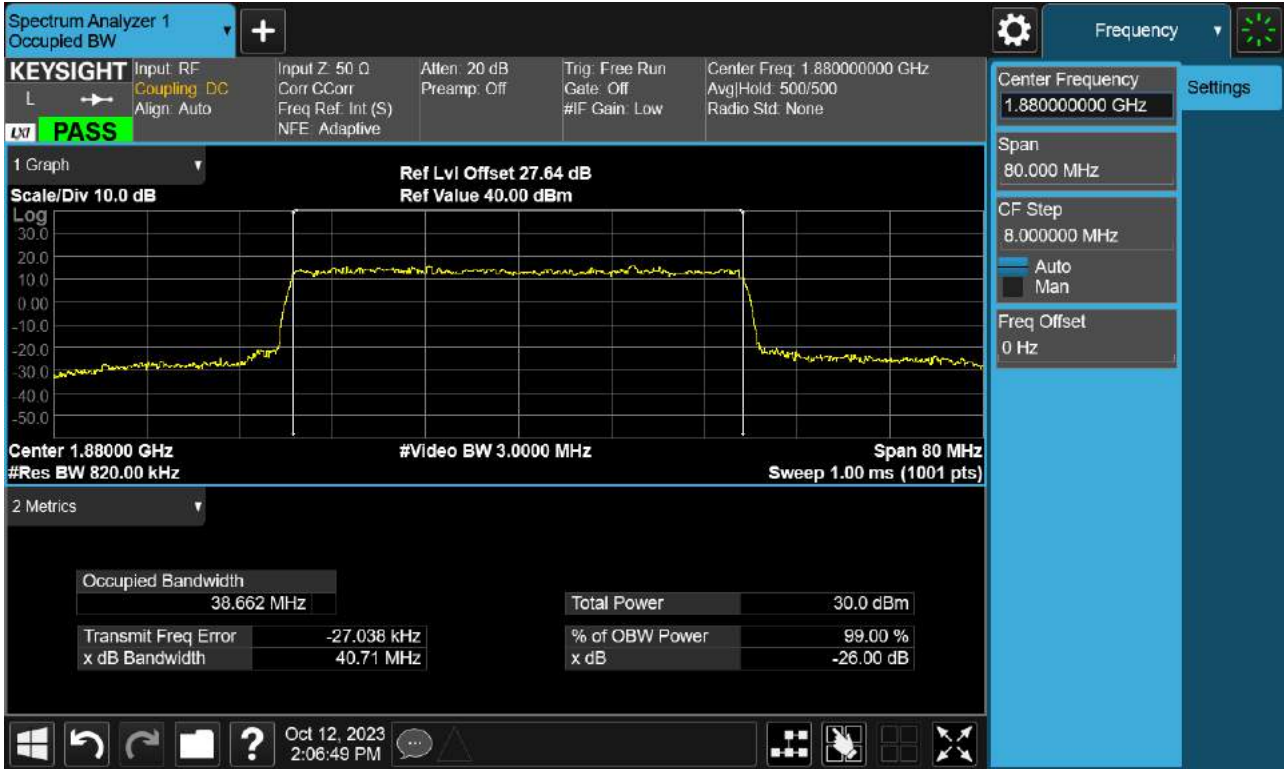 Spectrum Analyzer 1
Occupied BW
+
Frequency
KEYSIGHT
L
LXI
PASS
Input: RF
Coupling: DC
Align: Auto
Input Z: 50 Ω
Corr CCorr
Freq Ref: Int (S)
NFE: Adaptive
Atten: 20 dB
Preamp: Off
Trig: Free Run
Gate: Off
#IF Gain: Low
Center Freq: 1.880000000 GHz
Avg|Hold: 500/500
Radio Std: None
Center Frequency
1.880000000 GHz
Settings
Span
80.000 MHz
CF Step
8.000000 MHz
Auto
Man
Freq Offset
0 Hz
1 Graph
Ref Lvl Offset 27.64 dB
Scale/Div 10.0 dB
Ref Value 40.00 dBm
Log
30.0
20.0
10.0
0.00
-10.0
-20.0
-30.0
-40.0
-50.0
Center 1.88000 GHz
#Video BW 3.0000 MHz
Span 80 MHz
#Res BW 820.00 kHz
Sweep 1.00 ms (1001 pts)
2 Metrics
Occupied Bandwidth
38.662 MHz
Total Power 30.0 dBm
Transmit Freq Error -27.038 kHz
% of OBW Power 99.00 %
x dB Bandwidth 40.71 MHz
x dB -26.00 dB
?
Oct 12, 2023
2:06:49 PM